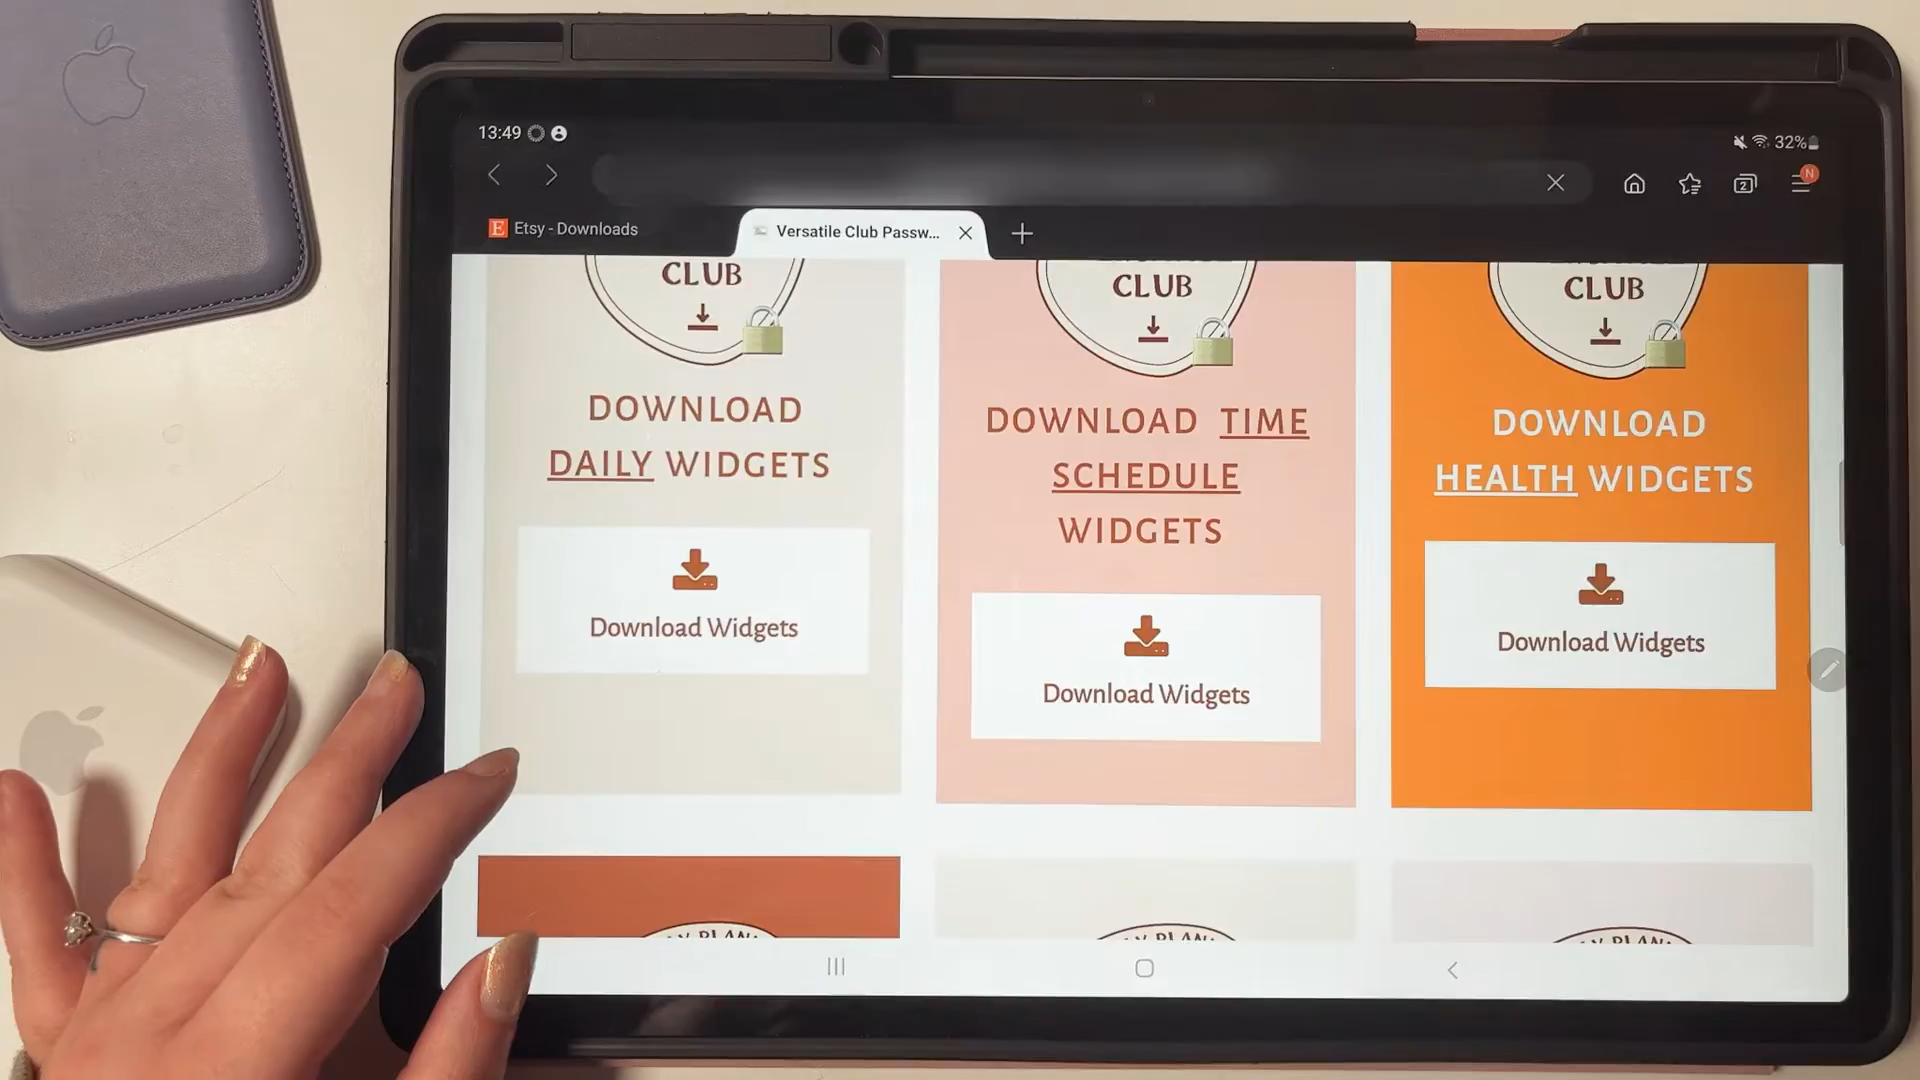 13:49
32%
N
2
E Etsy - Downloads
Versatile Club Passw...
CLUB
DOWNLOAD
DAILY WIDGETS
Download Widgets
CLUB
DOWNLOAD TIME
SCHEDULE
WIDGETS
Download Widgets
CLUB
DOWNLOAD
HEALTH WIDGETS
Download Widgets